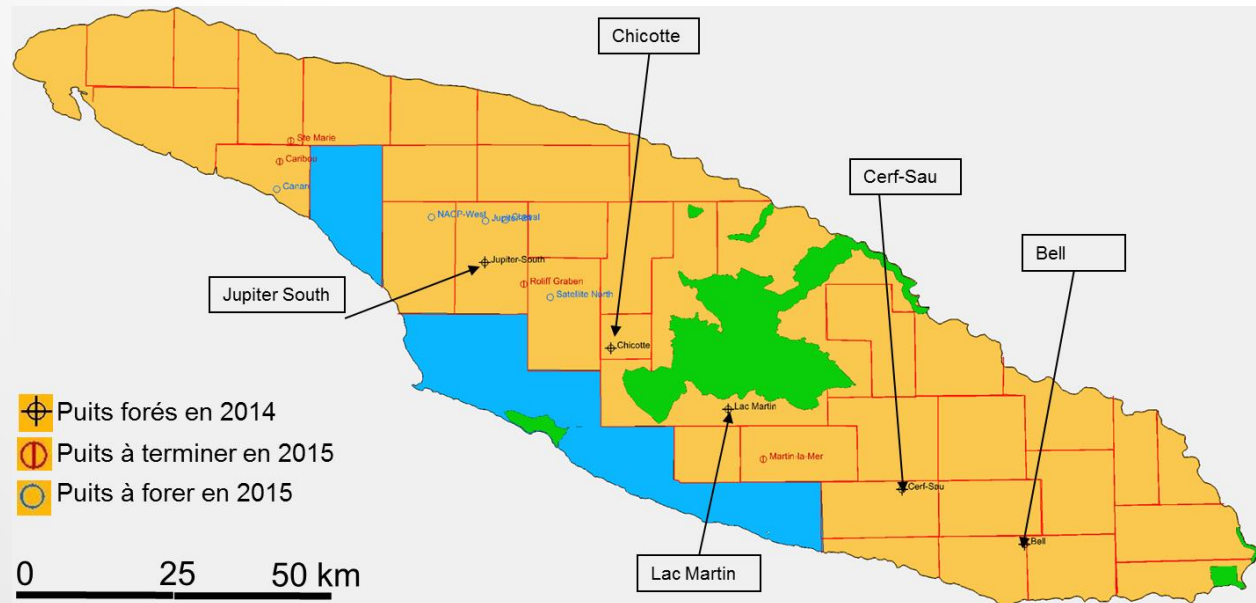 Chicotte
Cerf-Sau
Bell
Ste Marie
Caribou
Canard
NACP-West
Jupiter-Sud
Jupiter-South
Jupiter South
Roliff Graben
Satellite North
Chicotte
Lac Martin
Martin-la-Mer
Cerf-Sau
Bell
Lac Martin
Puits forés en 2014
Puits à terminer en 2015
Puits à forer en 2015
0 25 50 km